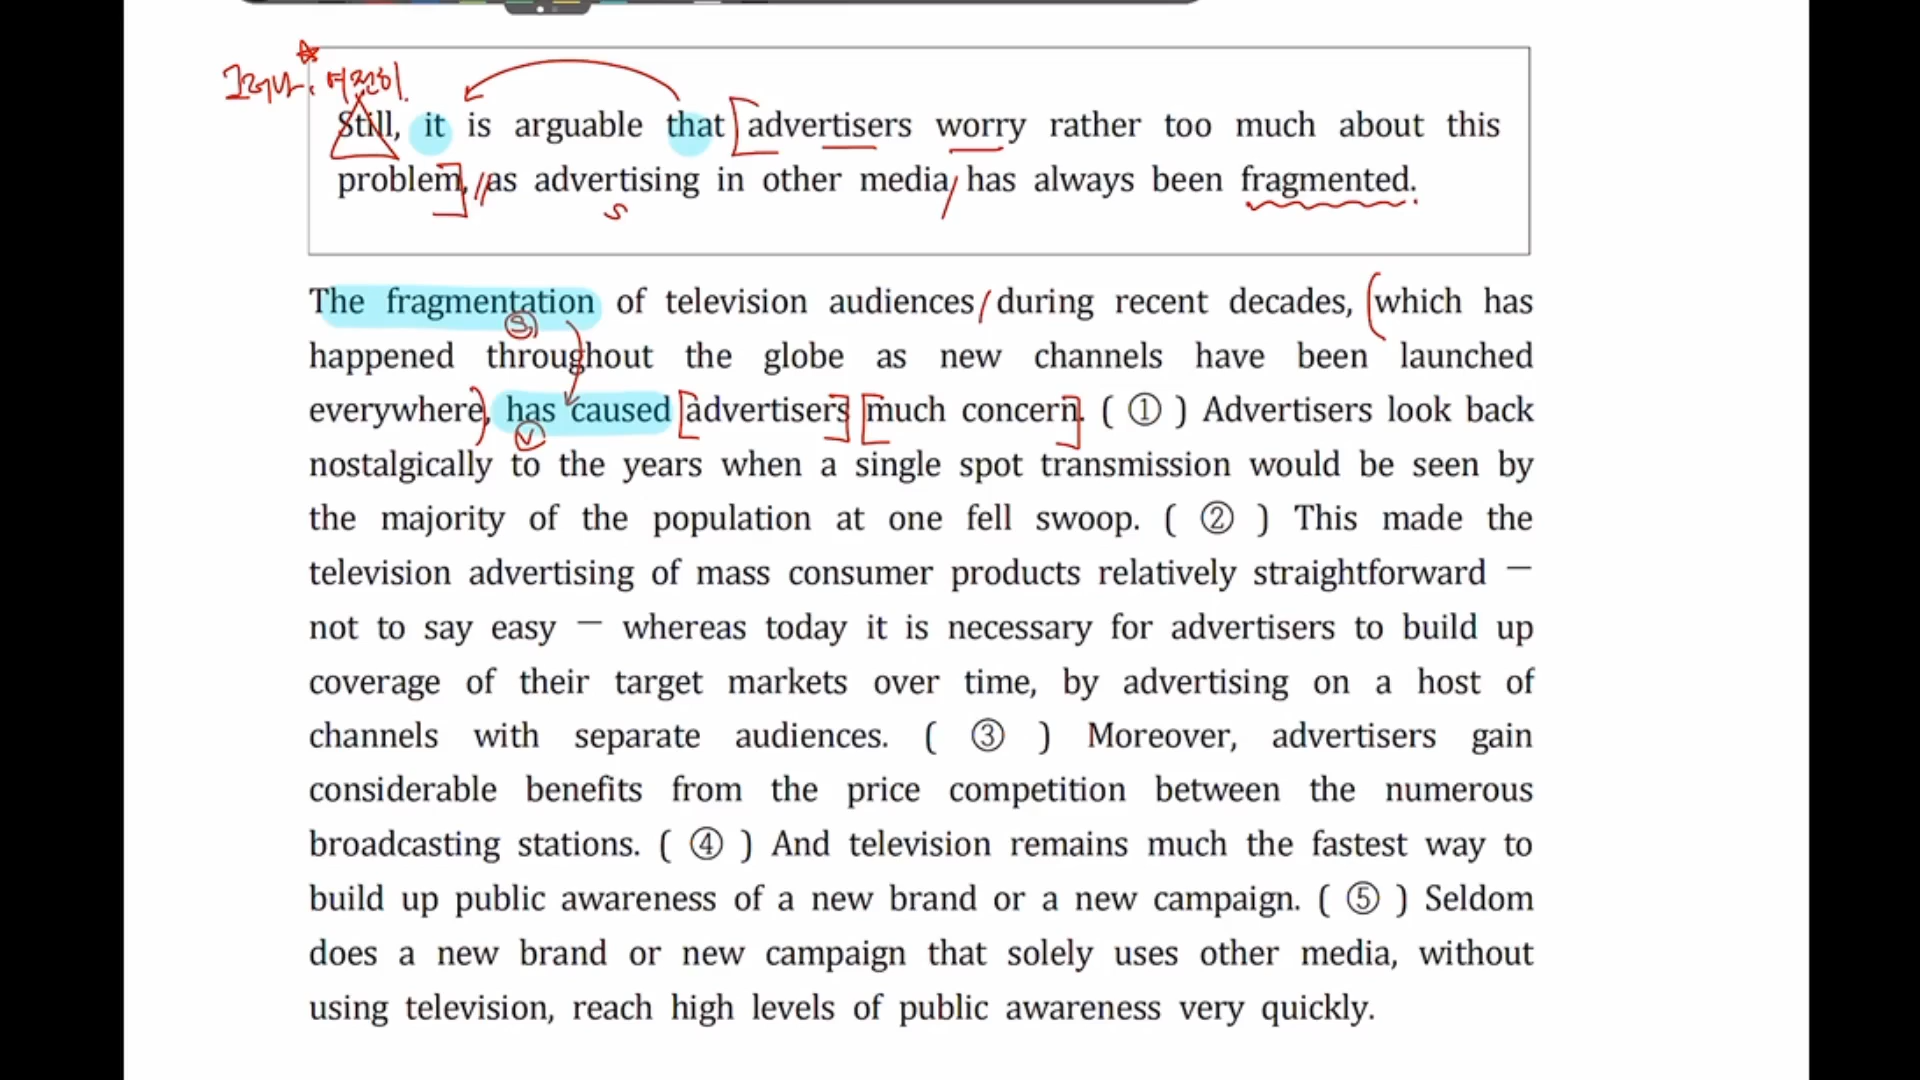 그러나. 여전히.
Still, it is arguable that advertisers worry rather too much about this
problem, as advertising in other media has always been fragmented.
S
The fragmentation of television audiences during recent decades, which has
S
happened throughout the globe as new channels have been launched
everywhere, has caused advertisers much concern. ( ① ) Advertisers look back
V
nostalgically to the years when a single spot transmission would be seen by
the majority of the population at one fell swoop. ( ② ) This made the
television advertising of mass consumer products relatively straightforward —
not to say easy — whereas today it is necessary for advertisers to build up
coverage of their target markets over time, by advertising on a host of
channels with separate audiences. ( ③ ) Moreover, advertisers gain
considerable benefits from the price competition between the numerous
broadcasting stations. ( ④ ) And television remains much the fastest way to
build up public awareness of a new brand or a new campaign. ( ⑤ ) Seldom
does a new brand or new campaign that solely uses other media, without
using television, reach high levels of public awareness very quickly.